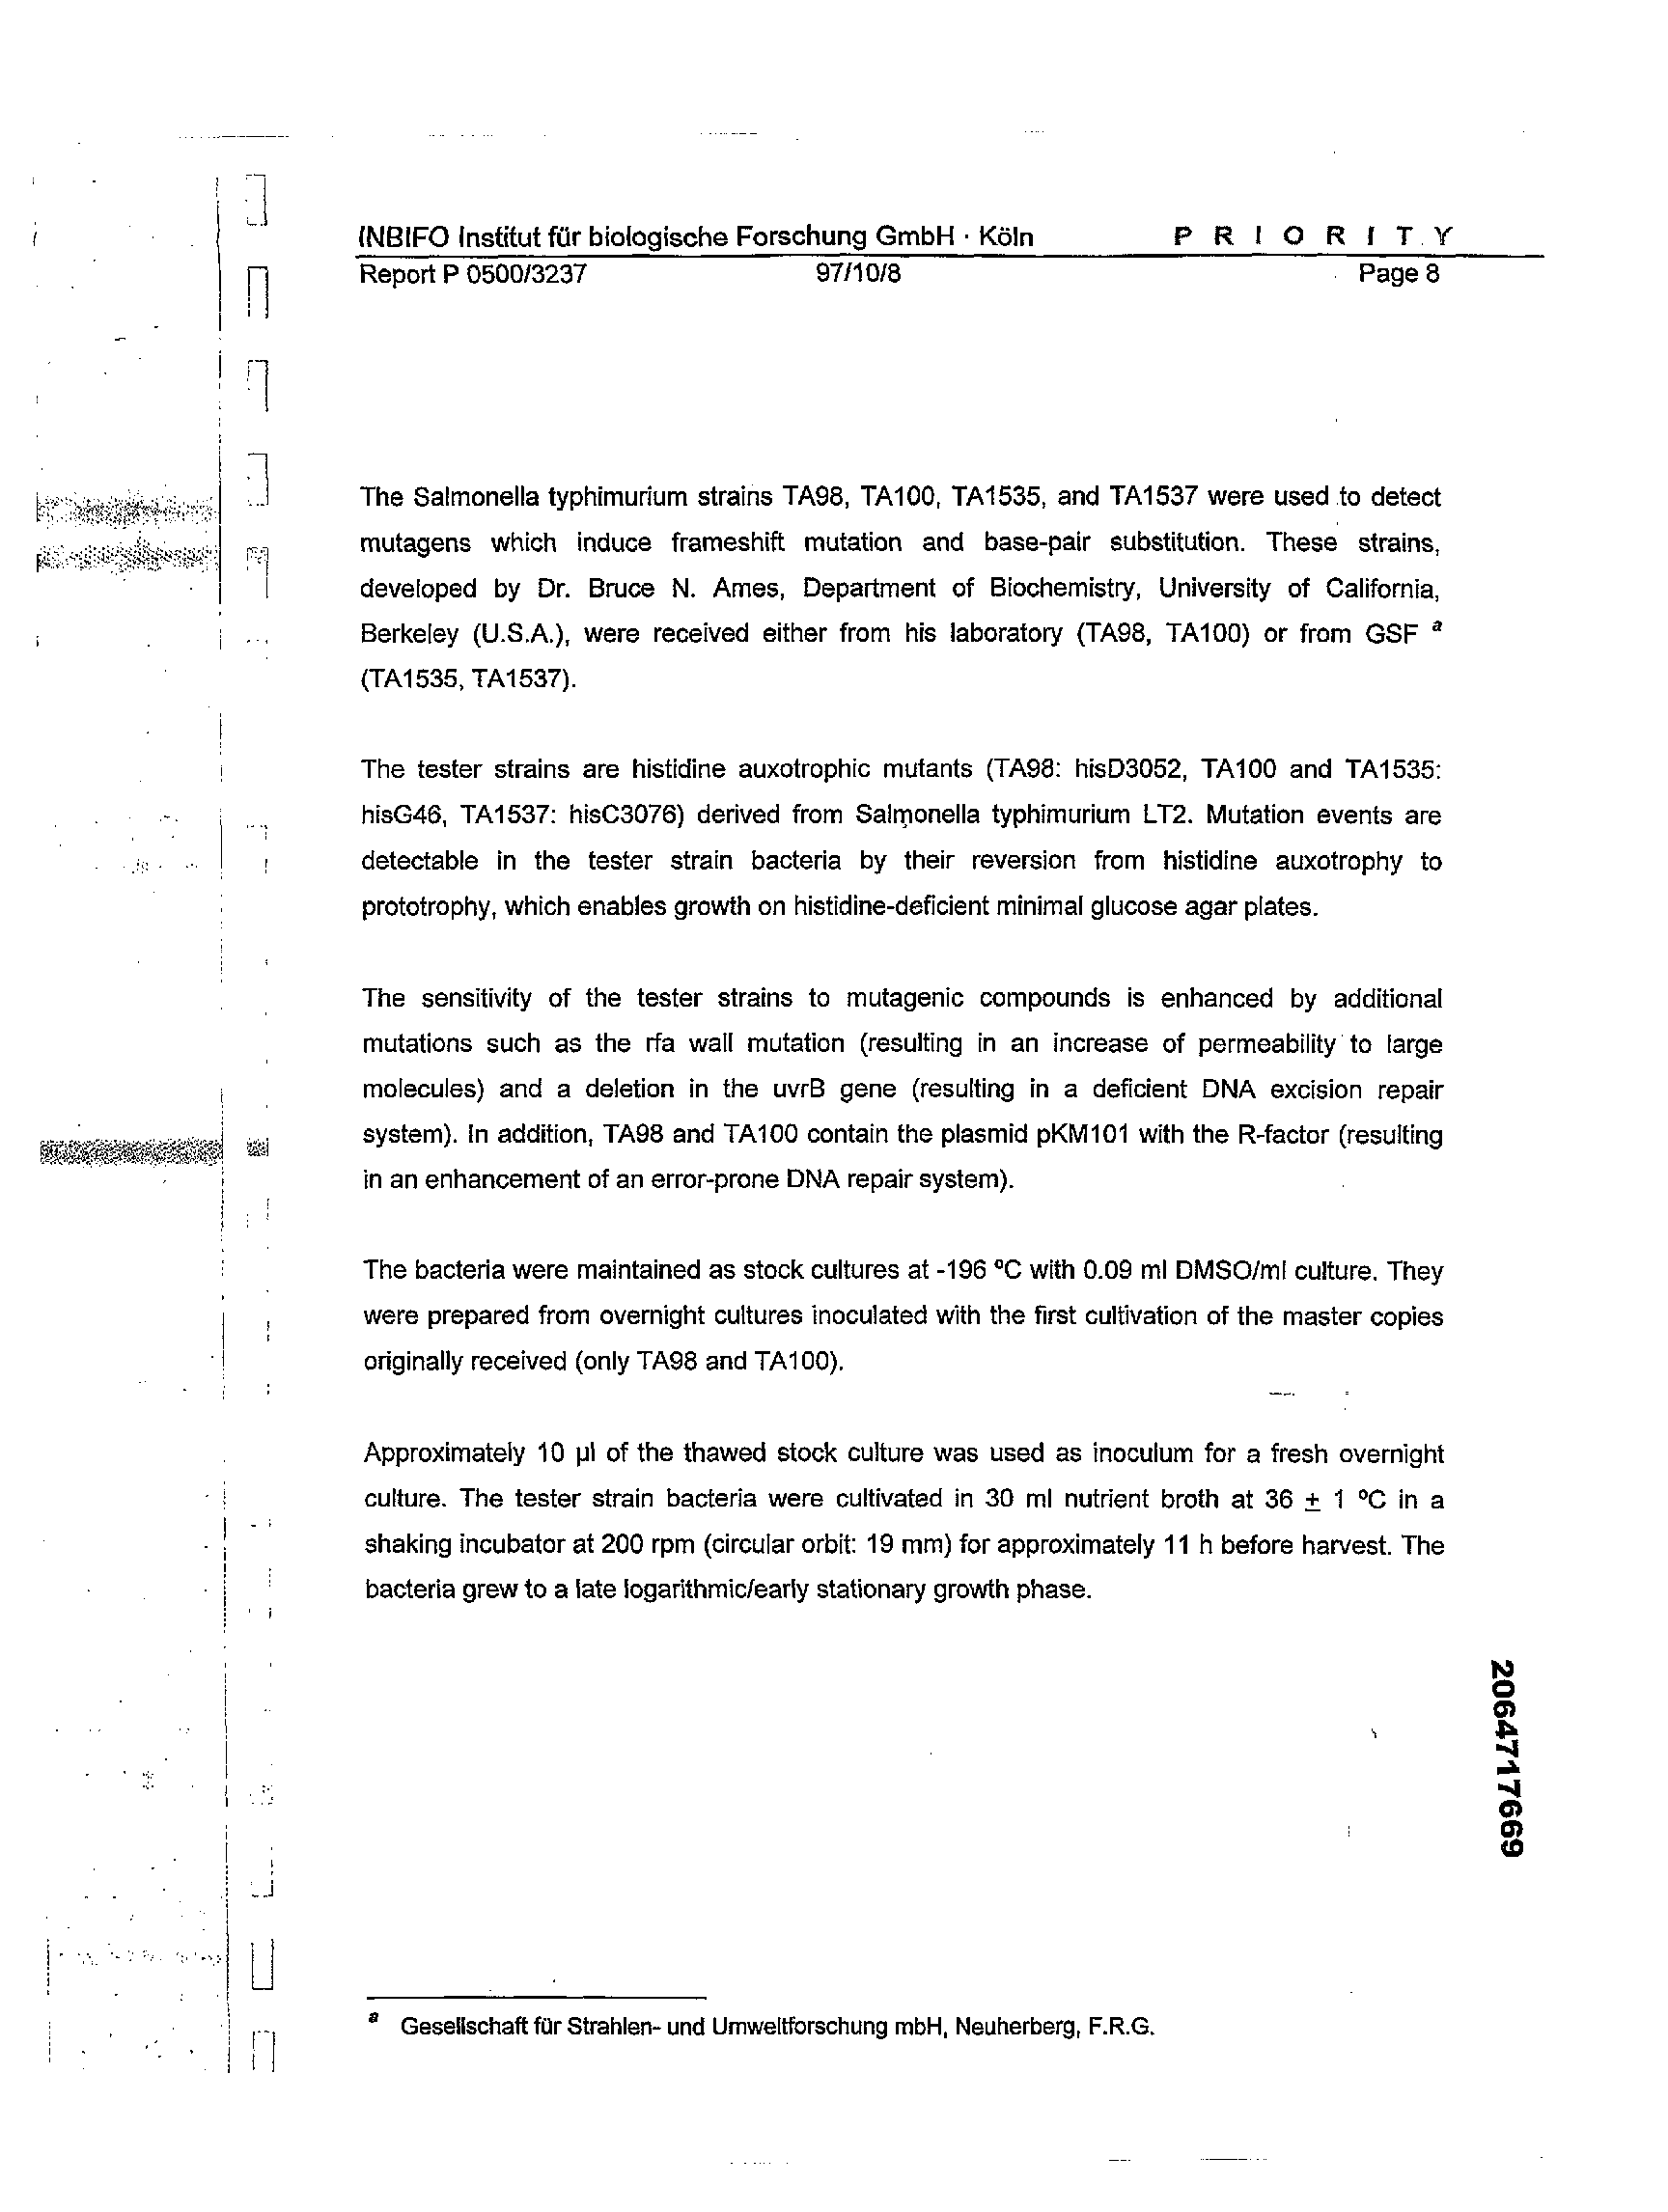 INBIFO Institut für biologische Forschung GmbH · Köln P R I O R I T Y
Report P 0500/3237 97/10/8 Page 8
The Salmonella typhimurium strains TA98, TA100, TA1535, and TA1537 were used to detect
mutagens which induce frameshift mutation and base-pair substitution. These strains,
developed by Dr. Bruce N. Ames, Department of Biochemistry, University of California,
Berkeley (U.S.A.), were received either from his laboratory (TA98, TA100) or from GSF a
(TA1535, TA1537).
The tester strains are histidine auxotrophic mutants (TA98: hisD3052, TA100 and TA1535:
hisG46, TA1537: hisC3076) derived from Salmonella typhimurium LT2. Mutation events are
detectable in the tester strain bacteria by their reversion from histidine auxotrophy to
prototrophy, which enables growth on histidine-deficient minimal glucose agar plates.
The sensitivity of the tester strains to mutagenic compounds is enhanced by additional
mutations such as the rfa wall mutation (resulting in an increase of permeability to large
molecules) and a deletion in the uvrB gene (resulting in a deficient DNA excision repair
system). In addition, TA98 and TA100 contain the plasmid pKM101 with the R-factor (resulting
in an enhancement of an error-prone DNA repair system).
The bacteria were maintained as stock cultures at -196 ºC with 0.09 ml DMSO/ml culture. They
were prepared from overnight cultures inoculated with the first cultivation of the master copies
originally received (only TA98 and TA100).
Approximately 10 µl of the thawed stock culture was used as inoculum for a fresh overnight
culture. The tester strain bacteria were cultivated in 30 ml nutrient broth at 36 ± 1 ºC in a
shaking incubator at 200 rpm (circular orbit: 19 mm) for approximately 11 h before harvest. The
bacteria grew to a late logarithmic/early stationary growth phase.
2064717669
a Gesellschaft für Strahlen- und Umweltforschung mbH, Neuherberg, F.R.G.